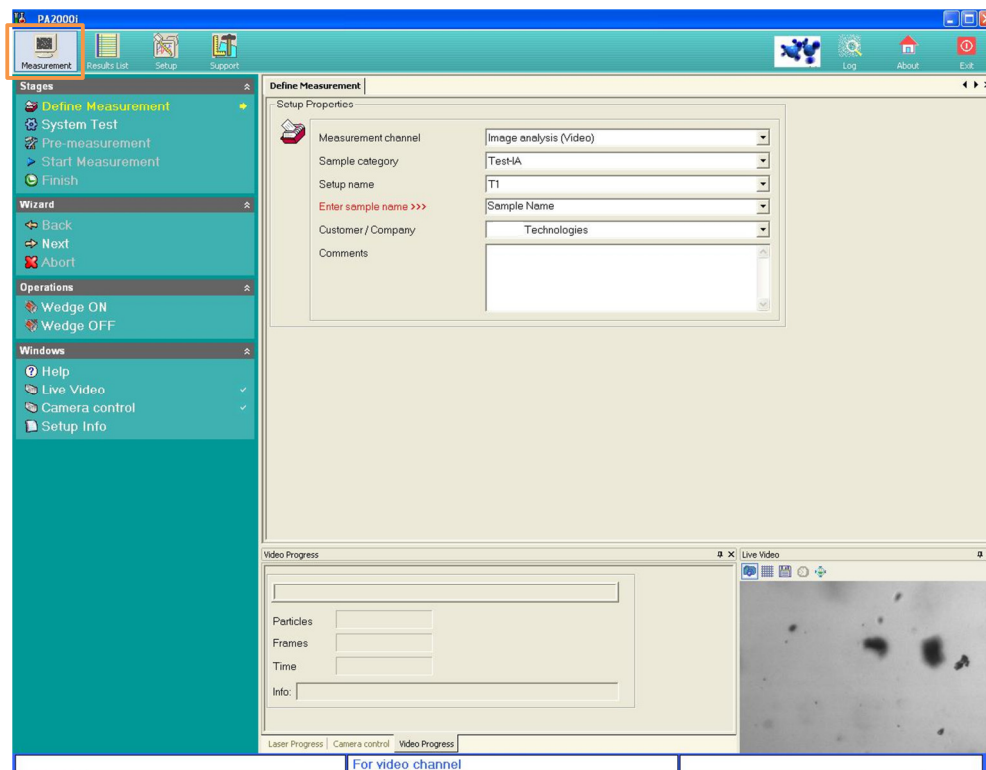 PA2000i
Measurement
Results List
Setup
Support
Log
About
Exit
Stages
Define Measurement
System Test
Pre-measurement
Start Measurement
Finish
Wizard
Back
Next
Abort
Operations
Wedge ON
Wedge OFF
Windows
Help
Live Video
Camera control
Setup Info
Define Measurement
Setup Properties
Measurement channel Image analysis (Video)
Sample category Test-IA
Setup name T1
Enter sample name >>> Sample Name
Customer / Company Technologies
Comments
Video Progress
Particles
Frames
Time
Info:
Laser Progress Camera control Video Progress
Live Video
For video channel